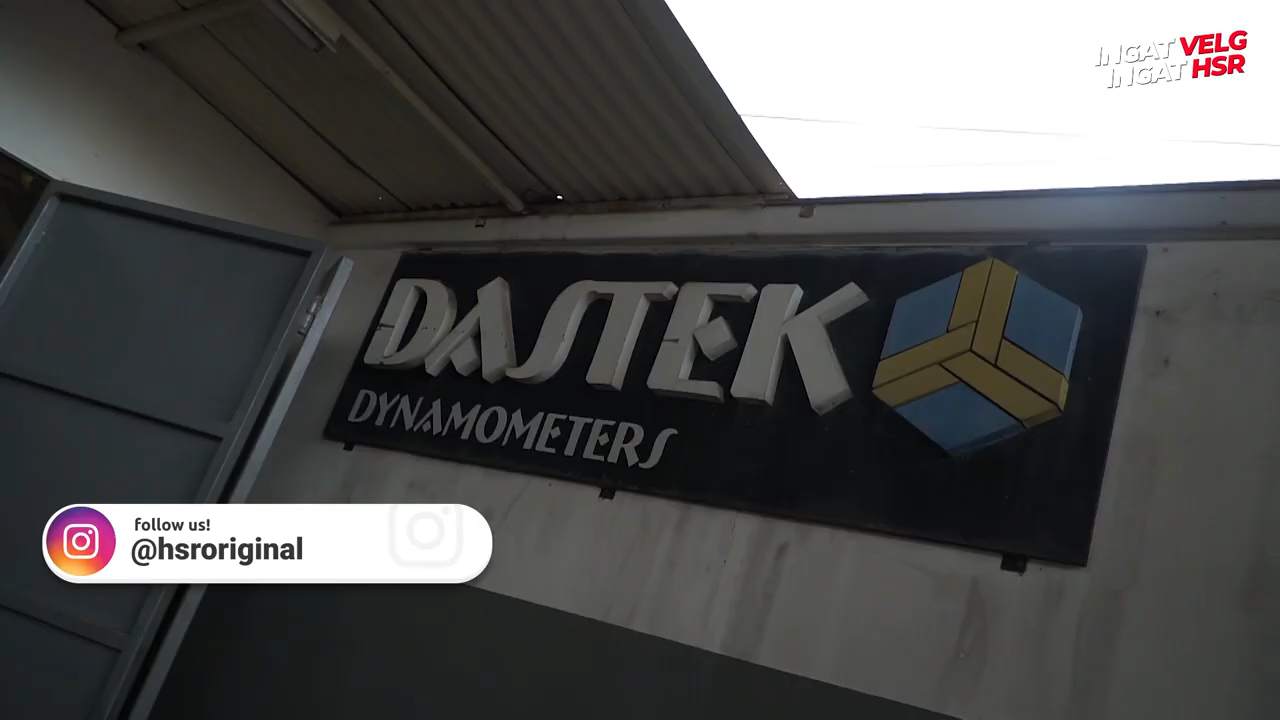 INGAT VELG
INGAT HSR
DASTEK
DYNAMOMETERS
follow us!
@hsroriginal